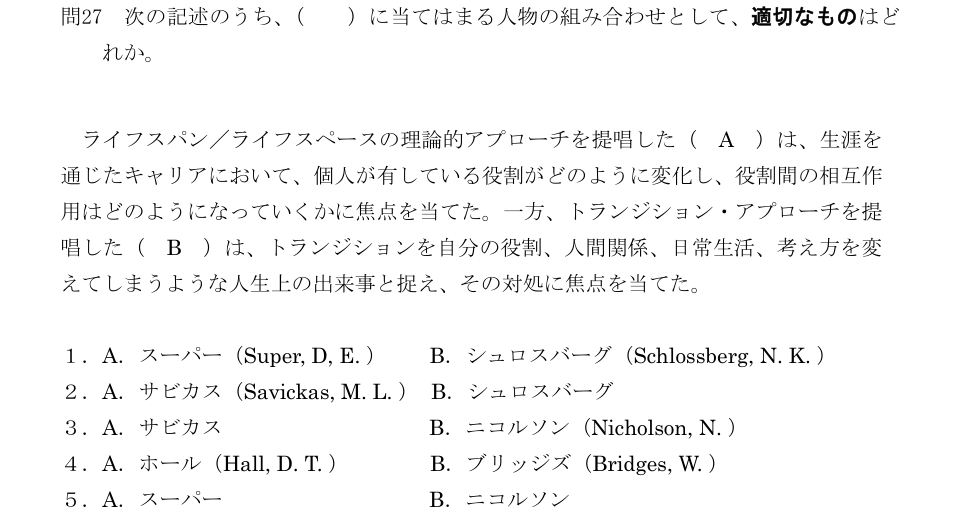 問27　次の記述のうち、（　　）に当てはまる人物の組み合わせとして、適切なものはど
れか。
ライフスパン／ライフスペースの理論的アプローチを提唱した（　A　）は、生涯を
通じたキャリアにおいて、個人が有している役割がどのように変化し、役割間の相互作
用はどのようになっていくかに焦点を当てた。一方、トランジション・アプローチを提
唱した（　B　）は、トランジションを自分の役割、人間関係、日常生活、考え方を変
えてしまうような人生上の出来事と捉え、その対処に焦点を当てた。
１．A．スーパー（Super, D, E.）　B．シュロスバーグ（Schlossberg, N. K.）
２．A．サビカス（Savickas, M. L.）　B．シュロスバーグ
３．A．サビカス　B．ニコルソン（Nicholson, N.）
４．A．ホール（Hall, D. T.）　B．ブリッジズ（Bridges, W.）
５．A．スーパー　B．ニコルソン